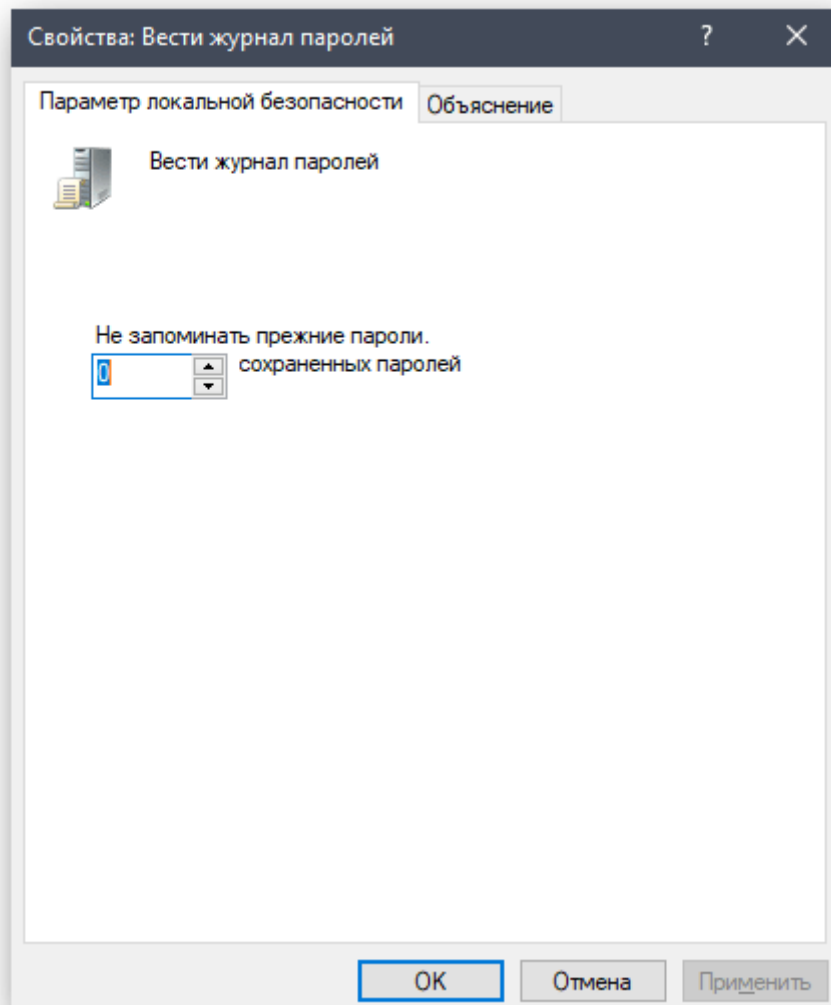 Свойства: Вести журнал паролей ?
Параметр локальной безопасности Объяснение
Вести журнал паролей
Не запоминать прежние пароли.
0 сохраненных паролей
OK Отмена Применить